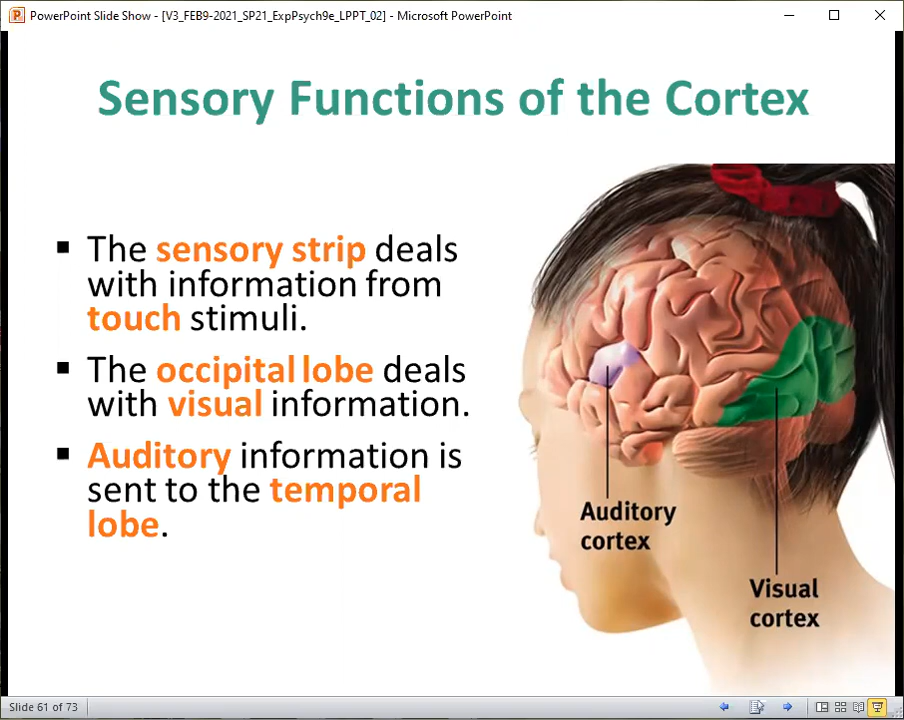 PowerPoint Slide Show - [V3_FEB9-2021_SP21_ExpPsych9e_LPPT_02] - Microsoft PowerPoint
Sensory Functions of the Cortex
▪ The sensory strip deals
with information from
touch stimuli.
▪ The occipital lobe deals
with visual information.
▪ Auditory information is
sent to the temporal
lobe.
Auditory
cortex
Visual
cortex
Slide 61 of 73